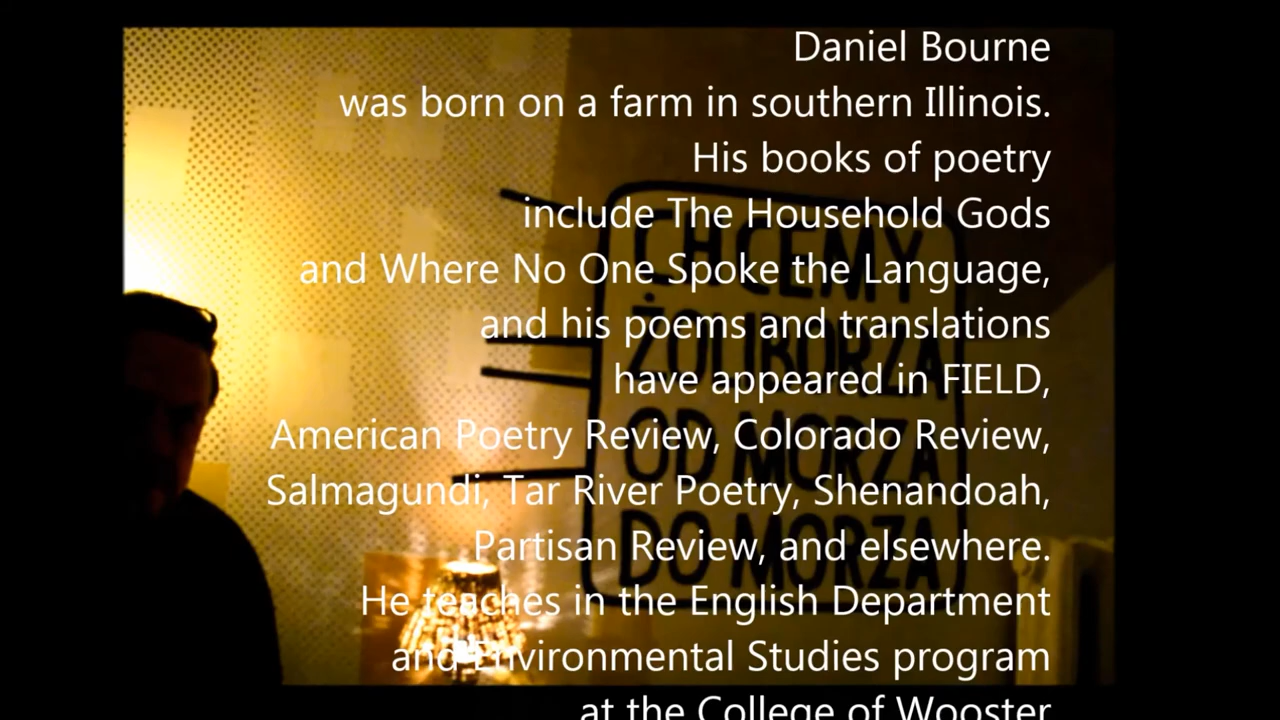 Daniel Bourne
was born on a farm in southern Illinois.
His books of poetry
include The Household Gods
and Where No One Spoke the Language,
and his poems and translations
have appeared in FIELD,
American Poetry Review, Colorado Review,
Salmagundi, Tar River Poetry, Shenandoah,
Partisan Review, and elsewhere.
He teaches in the English Department
and Environmental Studies program
at the College of Wooster
CHCEMY
ŻOLIBORZA
OD MORZA
DO MORZA